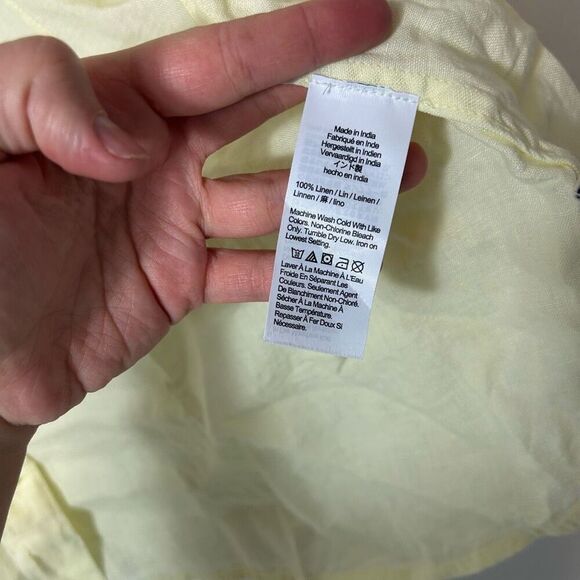 Made in India
Fabriqué en Inde
Hergestellt in Indien
Vervaardigd in India
インド製
hecho en india
100% Linen / Lin / Leinen /
Linnen / 麻 / lino
Machine Wash Cold With Like
Colors. Non-Chlorine Bleach
Only. Tumble Dry Low. Iron on
Lowest Setting.
Laver À La Machine À L'Eau
Froide En Séparant Les
Couleurs. Seulement Agent
De Blanchiment Non-Chloré.
Sécher À La Machine À
Basse Température.
Repasser À Fer Doux Si
Nécessaire.